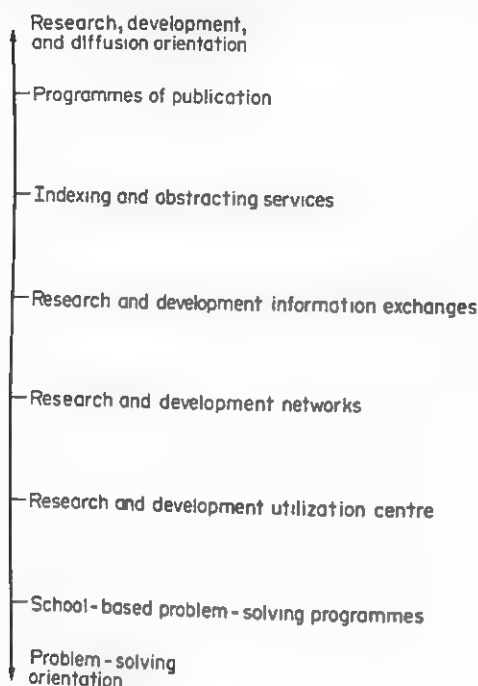 Research, development,
and diffusion orientation
Programmes of publication
Indexing and abstracting services
Research and development information exchanges
Research and development networks
Research and development utilization centre
School-based problem-solving programmes
Problem-solving
orientation